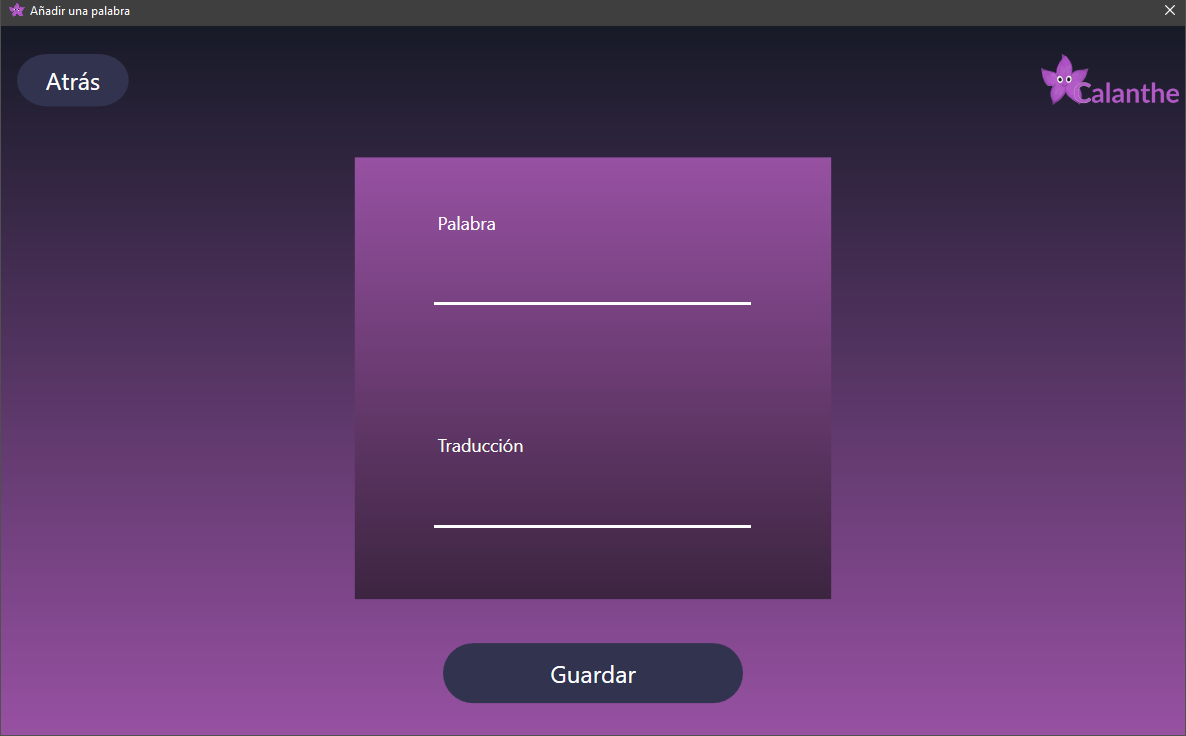 Añadir una palabra
Atrás
Calanthe
Palabra
Traducción
Guardar